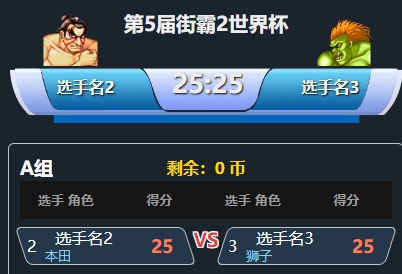 第5届街霸2世界杯
选手名2 25:25 选手名3
A组 剩余：0 币
选手 角色 得分 选手 角色 得分
2 选手名2 25 VS 3 选手名3 25
本田 狮子